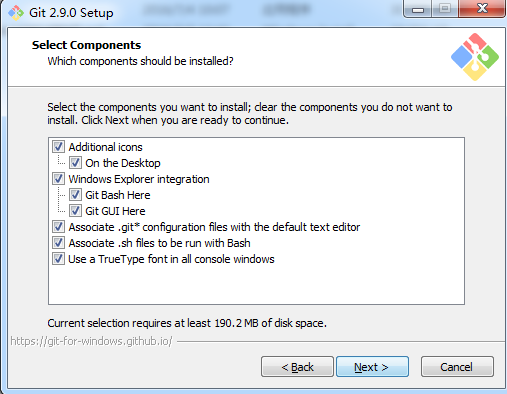 Git 2.9.0 Setup
Select Components
Which components should be installed?
Select the components you want to install; clear the components you do not want to
install. Click Next when you are ready to continue.
Additional icons
On the Desktop
Windows Explorer integration
Git Bash Here
Git GUI Here
Associate .git* configuration files with the default text editor
Associate .sh files to be run with Bash
Use a TrueType font in all console windows
Current selection requires at least 190.2 MB of disk space.
https://git-for-windows.github.io/
< Back
Next >
Cancel